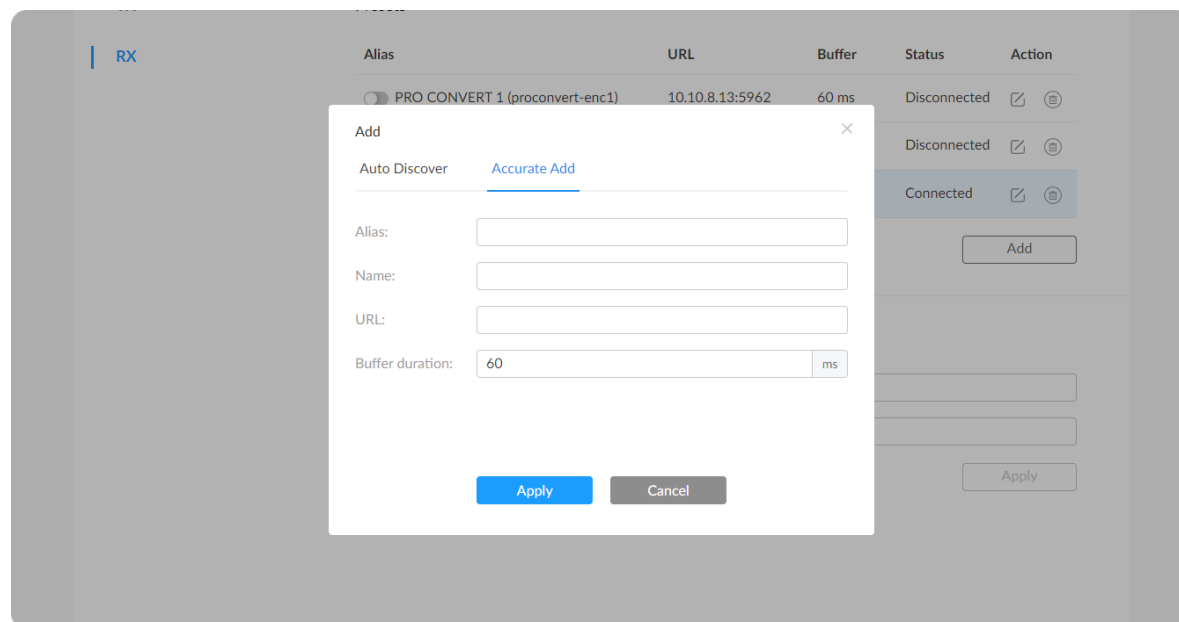 RX
Alias URL Buffer Status Action
PRO CONVERT 1 (proconvert-enc1) 10.10.8.13:5962 60 ms Disconnected
Add
Disconnected
Auto Discover Accurate Add
Connected
Alias:
Add
Name:
URL:
Buffer duration: 60 ms
Apply
Apply Cancel